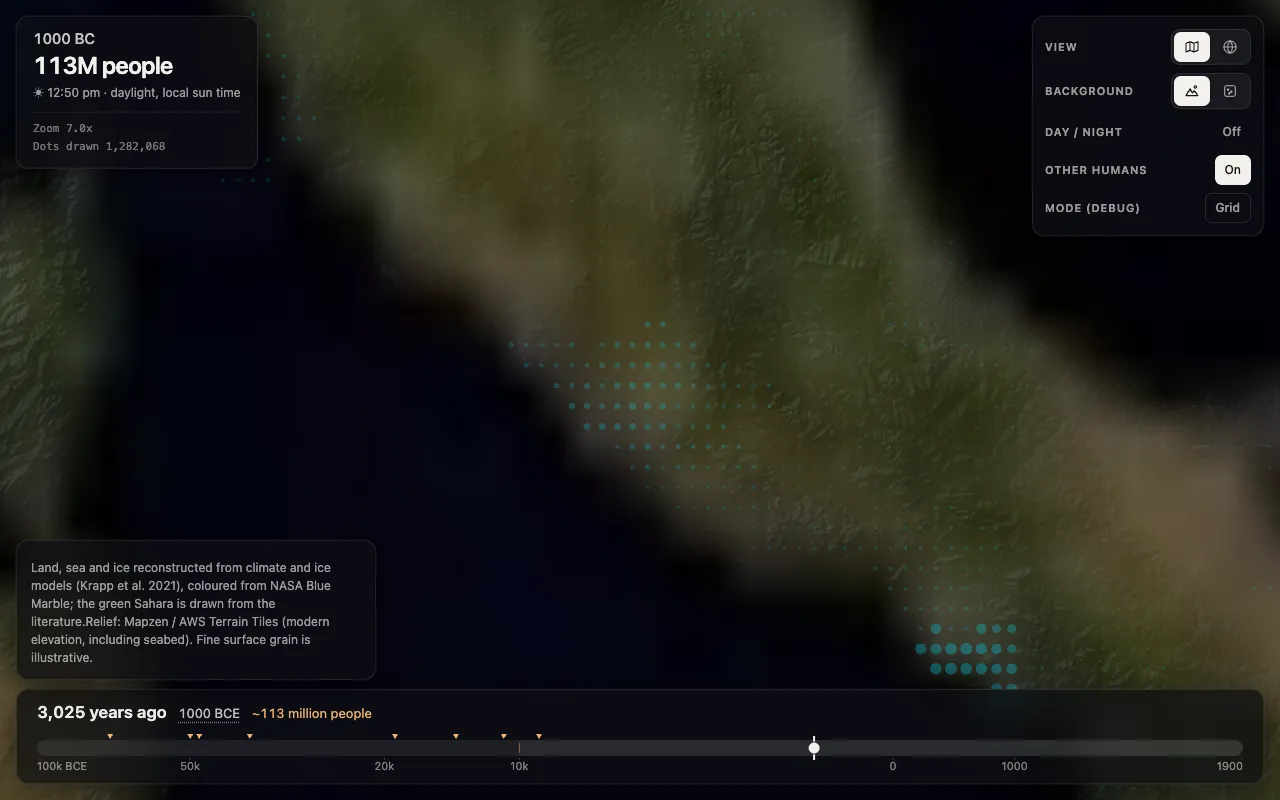 1000 BC
113M people
☀ 12:50 pm · daylight, local sun time
Zoom 7.0x
Dots drawn 1,282,068
VIEW
BACKGROUND
DAY / NIGHT Off
OTHER HUMANS On
MODE (DEBUG) Grid
Land, sea and ice reconstructed from climate and ice
models (Krapp et al. 2021), coloured from NASA Blue
Marble; the green Sahara is drawn from the
literature.Relief: Mapzen / AWS Terrain Tiles (modern
elevation, including seabed). Fine surface grain is
illustrative.
3,025 years ago 1000 BCE ~113 million people
100k BCE 50k 20k 10k 0 1000 1900